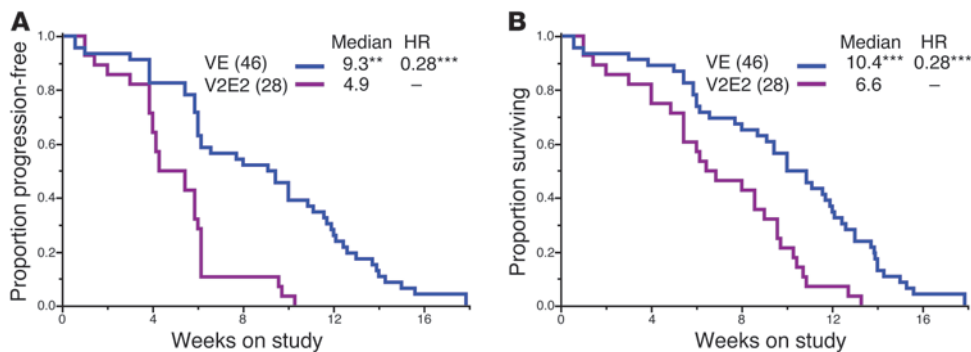 A
Median HR
VE (46) 9.3** 0.28***
V2E2 (28) 4.9 –
1.0
0.8
0.6
0.4
0.2
0.0
0 4 8 12 16
Proportion progression-free
Weeks on study
B
Median HR
VE (46) 10.4*** 0.28***
V2E2 (28) 6.6 –
1.0
0.8
0.6
0.4
0.2
0.0
0 4 8 12 16
Proportion surviving
Weeks on study